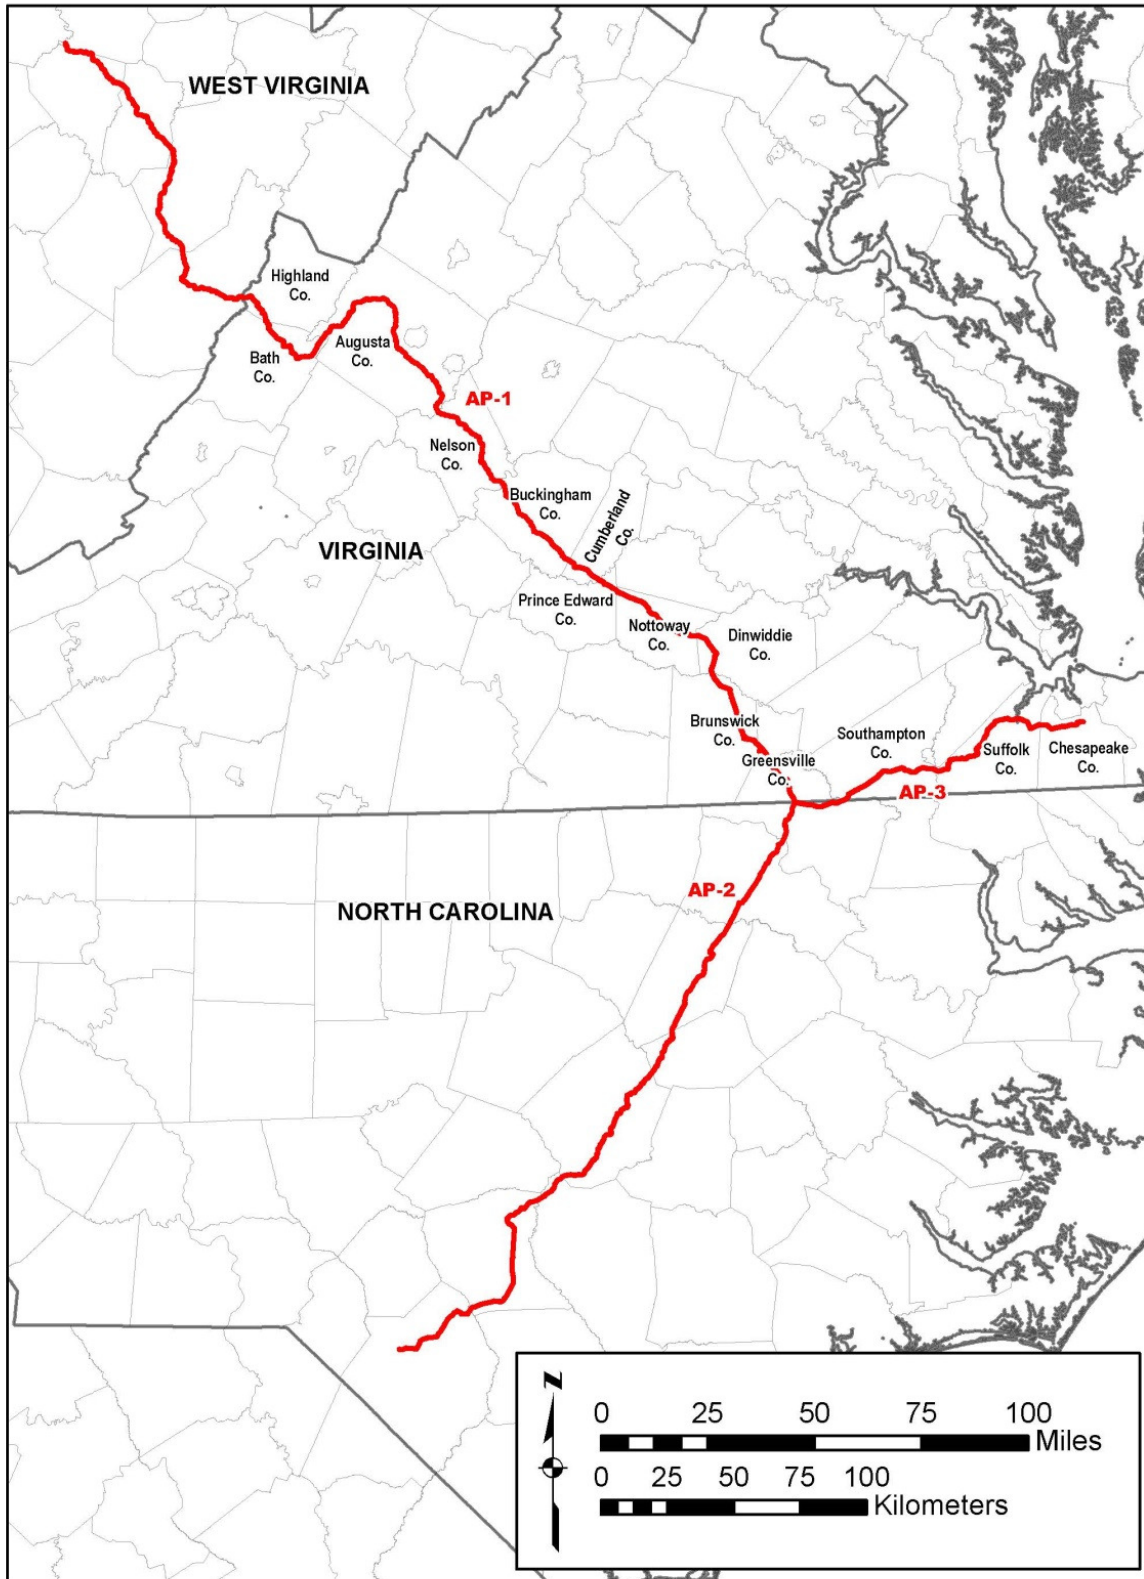 WEST VIRGINIA
Highland
Co.
Bath
Co.
Augusta
Co.
AP-1
Nelson
Co.
Buckingham
Co.
Cumberland
Co.
VIRGINIA
Prince Edward
Co.
Nottoway
Co.
Dinwiddie
Co.
Brunswick
Co.
Greensville
Co.
Southampton
Co.
Suffolk
Co.
Chesapeake
Co.
AP-3
AP-2
NORTH CAROLINA
N
0 25 50 75 100
Miles
0 25 50 75 100
Kilometers